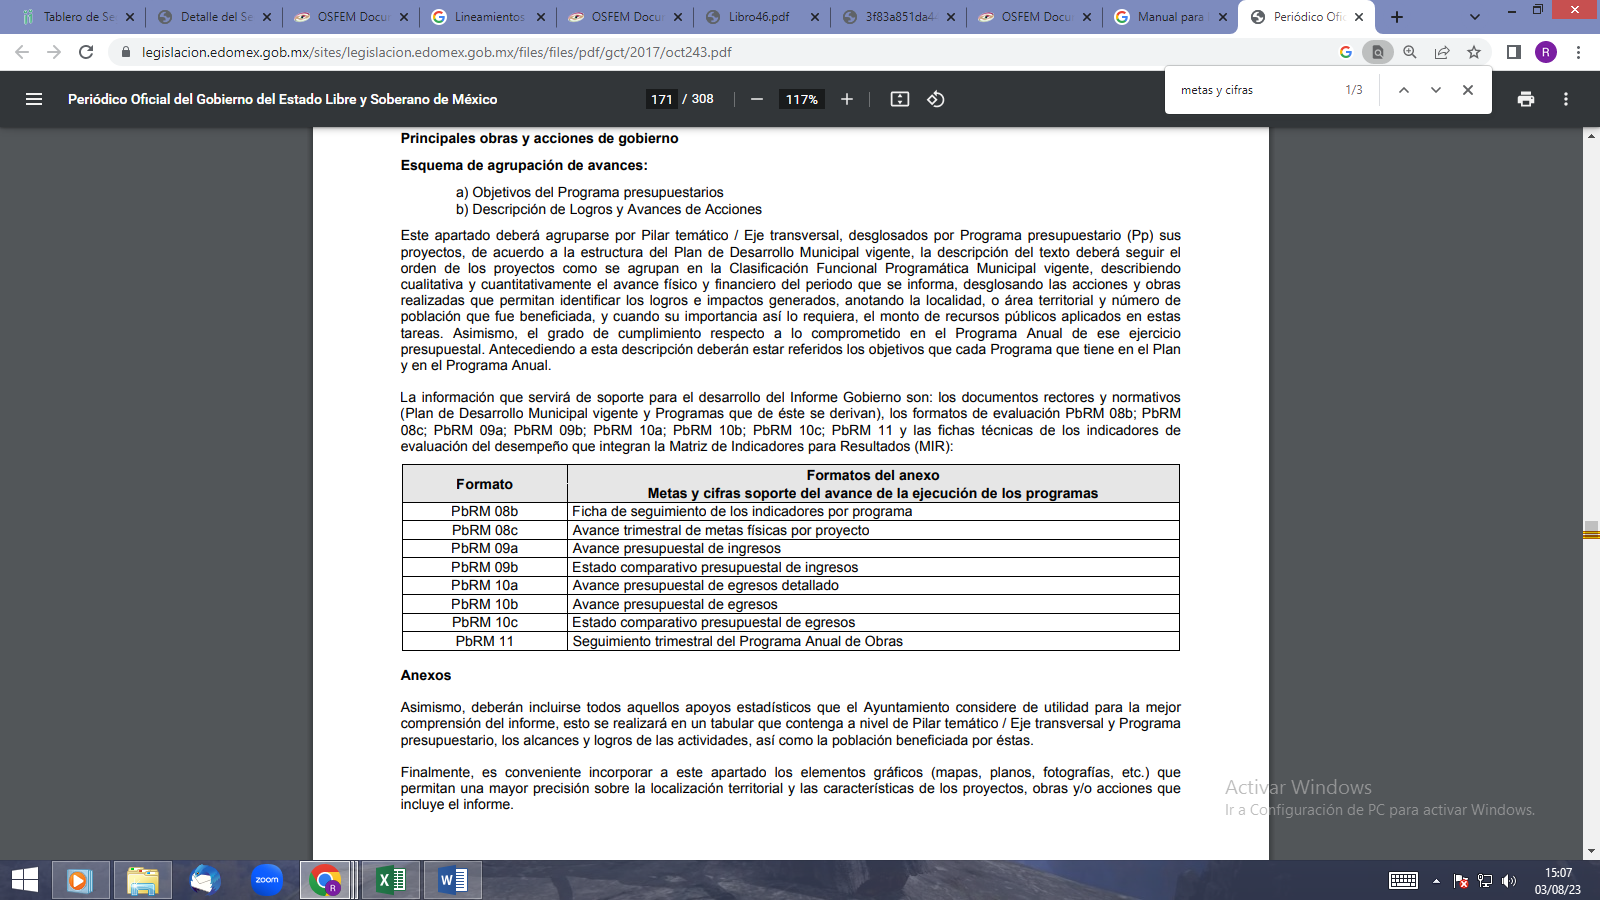 Tablero de Se
Detalle del Se
OSFEM Docu
Lineamientos
OSFEM Docu
Libro46.pdf
3f83a851da4
OSFEM Docu
Manual para
Periódico Ofi
legislacion.edomex.gob.mx/sites/legislacion.edomex.gob.mx/files/files/pdf/gct/2017/oct243.pdf
R
Periódico Oficial del Gobierno del Estado Libre y Soberano de México
171 / 308
117%
metas y cifras
1/3
Principales obras y acciones de gobierno
Esquema de agrupación de avances:
a) Objetivos del Programa presupuestarios
b) Descripción de Logros y Avances de Acciones
Este apartado deberá agruparse por Pilar temático / Eje transversal, desglosados por Programa presupuestario (Pp) sus
proyectos, de acuerdo a la estructura del Plan de Desarrollo Municipal vigente, la descripción del texto deberá seguir el
orden de los proyectos como se agrupan en la Clasificación Funcional Programática Municipal vigente, describiendo
cualitativa y cuantitativamente el avance físico y financiero del periodo que se informa, desglosando las acciones y obras
realizadas que permitan identificar los logros e impactos generados, anotando la localidad, o área territorial y número de
población que fue beneficiada, y cuando su importancia así lo requiera, el monto de recursos públicos aplicados en estas
tareas. Asimismo, el grado de cumplimiento respecto a lo comprometido en el Programa Anual de ese ejercicio
presupuestal. Antecediendo a esta descripción deberán estar referidos los objetivos que cada Programa que tiene en el Plan
y en el Programa Anual.
La información que servirá de soporte para el desarrollo del Informe Gobierno son: los documentos rectores y normativos
(Plan de Desarrollo Municipal vigente y Programas que de éste se derivan), los formatos de evaluación PbRM 08b; PbRM
08c; PbRM 09a; PbRM 09b; PbRM 10a; PbRM 10b; PbRM 10c; PbRM 11 y las fichas técnicas de los indicadores de
evaluación del desempeño que integran la Matriz de Indicadores para Resultados (MIR):
Formato
Formatos del anexo
Metas y cifras soporte del avance de la ejecución de los programas
PbRM 08b Ficha de seguimiento de los indicadores por programa
PbRM 08c Avance trimestral de metas físicas por proyecto
PbRM 09a Avance presupuestal de ingresos
PbRM 09b Estado comparativo presupuestal de ingresos
PbRM 10a Avance presupuestal de egresos detallado
PbRM 10b Avance presupuestal de egresos
PbRM 10c Estado comparativo presupuestal de egresos
PbRM 11 Seguimiento trimestral del Programa Anual de Obras
Anexos
Asimismo, deberán incluirse todos aquellos apoyos estadísticos que el Ayuntamiento considere de utilidad para la mejor
comprensión del informe, esto se realizará en un tabular que contenga a nivel de Pilar temático / Eje transversal y Programa
presupuestario, los alcances y logros de las actividades, así como la población beneficiada por éstas.
Finalmente, es conveniente incorporar a este apartado los elementos gráficos (mapas, planos, fotografías, etc.) que
permitan una mayor precisión sobre la localización territorial y las características de los proyectos, obras y/o acciones que
incluye el informe.
Activar Windows
Ir a Configuración de PC para activar Windows.
zoom
R
15:07
03/08/23